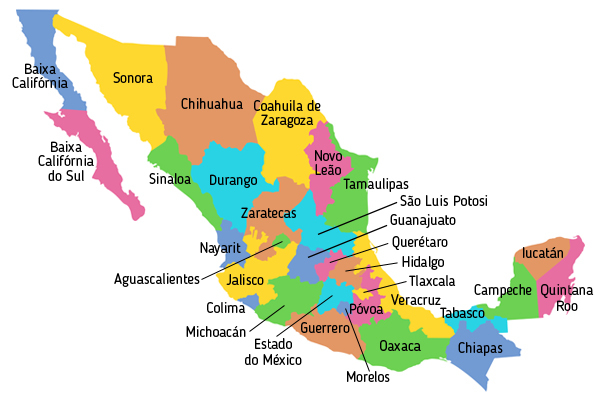 Baixa
Califórnia
Sonora
Chihuahua
Coahuila de
Zaragoza
Baixa
Califórnia
do Sul
Sinaloa
Durango
Novo
Leão
Tamaulipas
Zaratecas
São Luis Potosi
Guanajuato
Nayarit
Querétaro
Hidalgo
Aguascalientes
Jalisco
Tlaxcala
Veracruz
Colima
Michoacán
Estado
do México
Guerrero
Póvoa
Morelos
Oaxaca
Tabasco
Chiapas
Campeche
Iucatán
Quintana
Roo